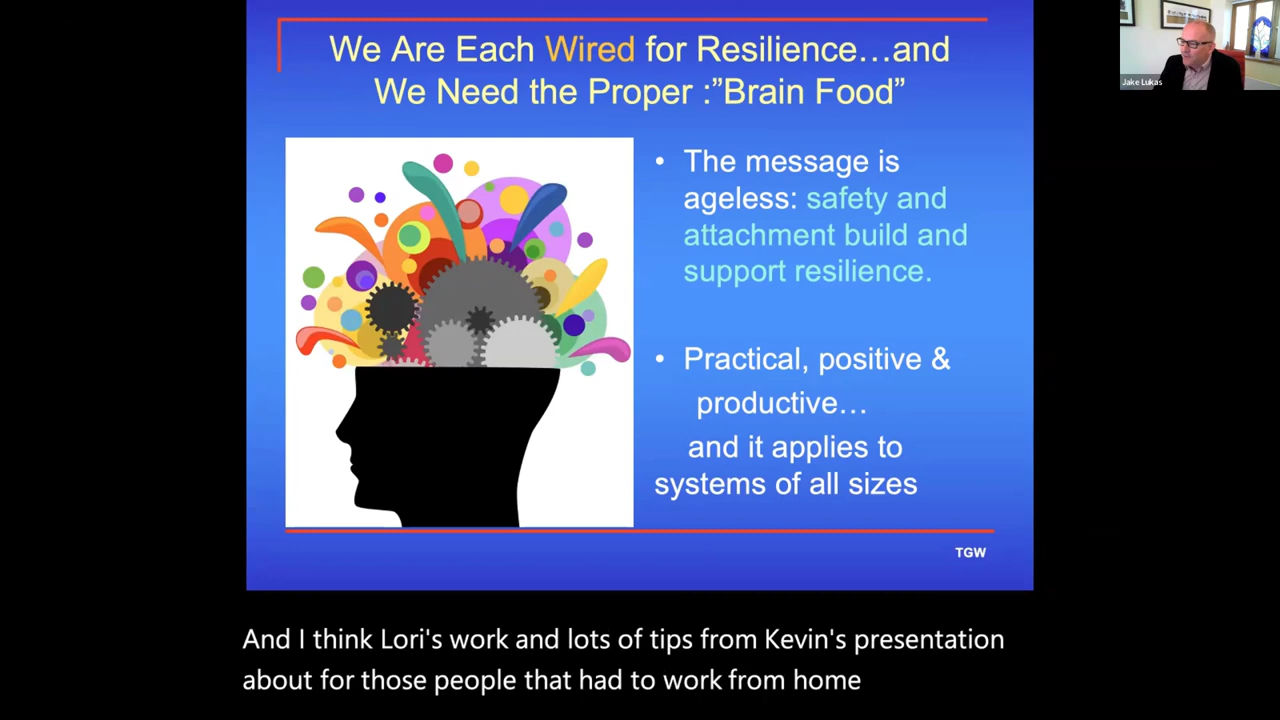 We Are Each Wired for Resilience…and
We Need the Proper :”Brain Food”
• The message is
ageless: safety and
attachment build and
support resilience.
• Practical, positive &
productive…
and it applies to
systems of all sizes
TGW
Jake Lukas
And I think Lori's work and lots of tips from Kevin's presentation
about for those people that had to work from home